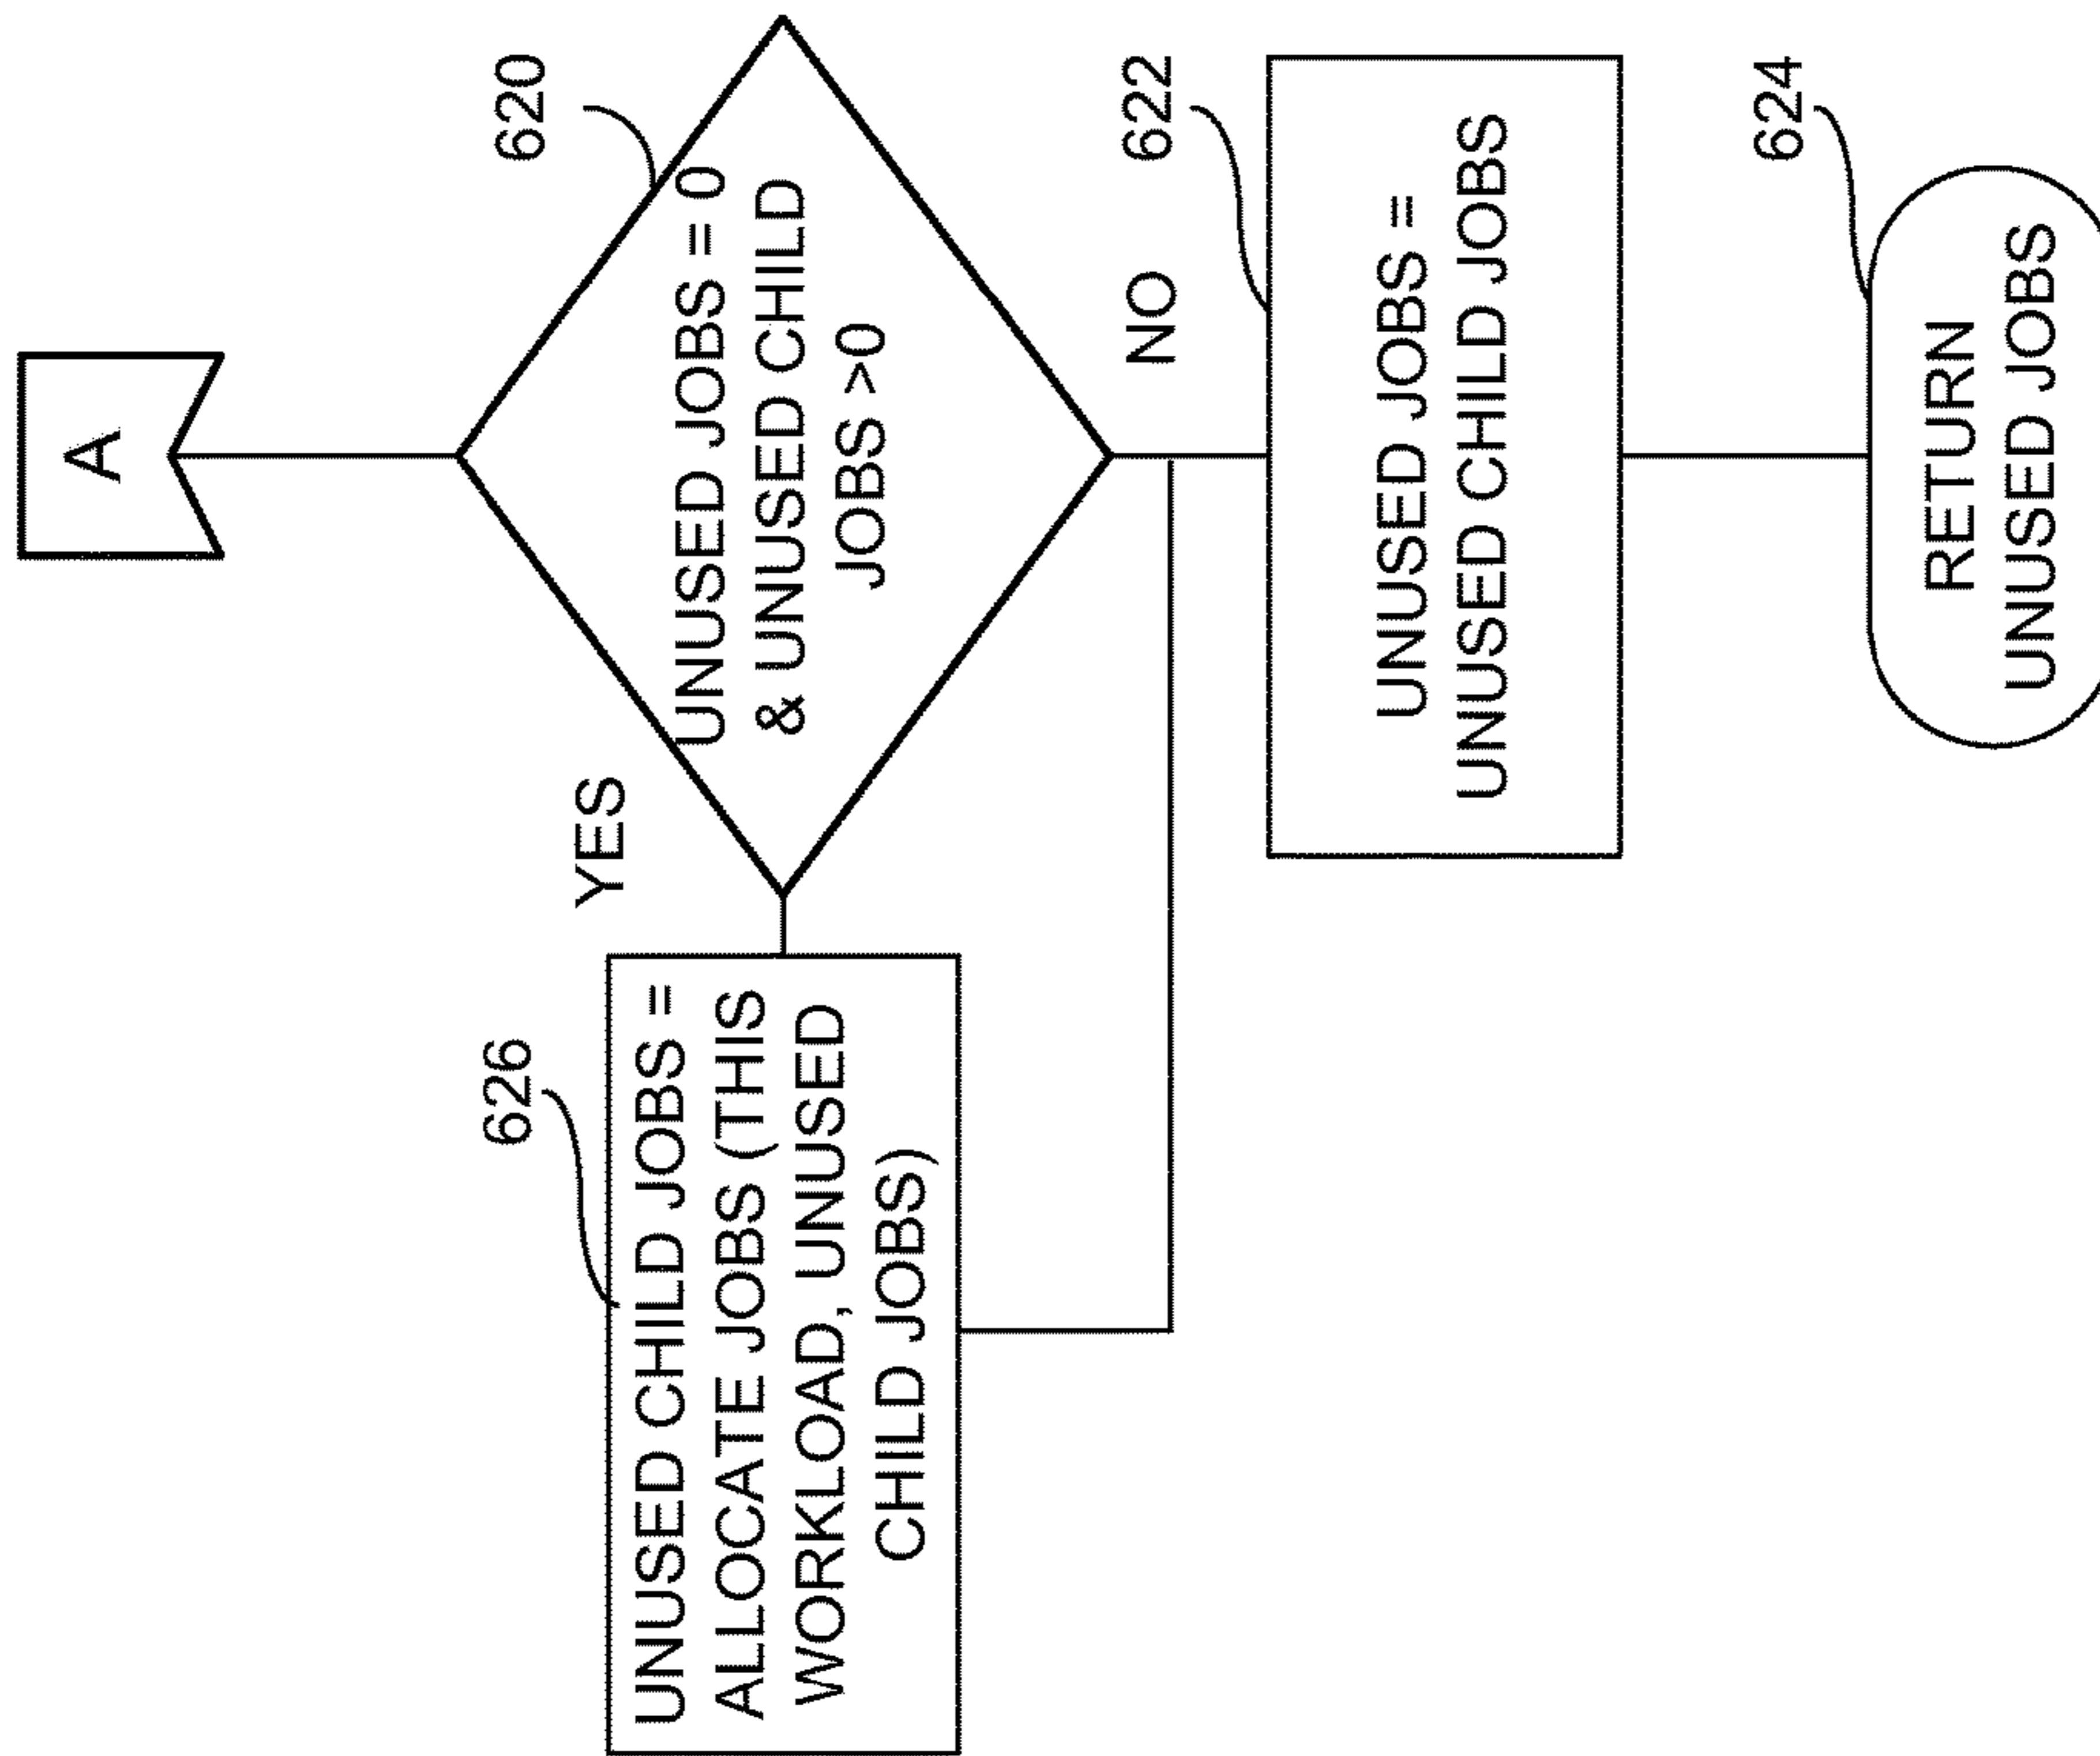 A
620
UNUSED JOBS = 0
& UNUSED CHILD
JOBS >0
YES
NO
626
UNUSED CHILD JOBS =
ALLOCATE JOBS (THIS
WORKLOAD, UNUSED
CHILD JOBS)
622
UNUSED JOBS =
UNUSED CHILD JOBS
624
RETURN
UNUSED JOBS